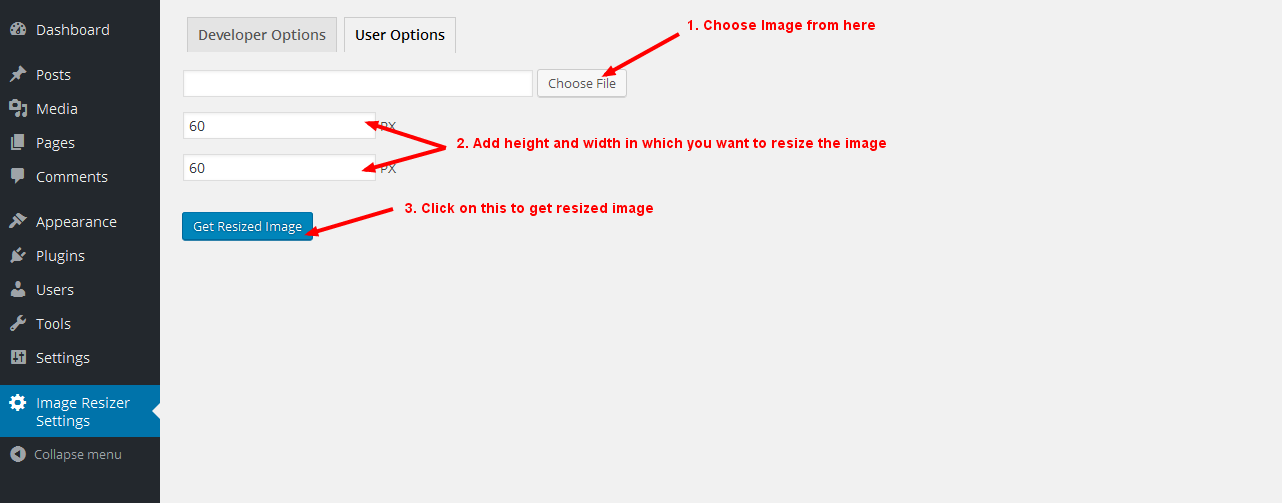 Dashboard
Posts
Media
Pages
Comments
Appearance
Plugins
Users
Tools
Settings
Image Resizer
Settings
Collapse menu
Developer Options
User Options
1. Choose Image from here
Choose File
60 PX
2. Add height and width in which you want to resize the image
60 PX
3. Click on this to get resized image
Get Resized Image